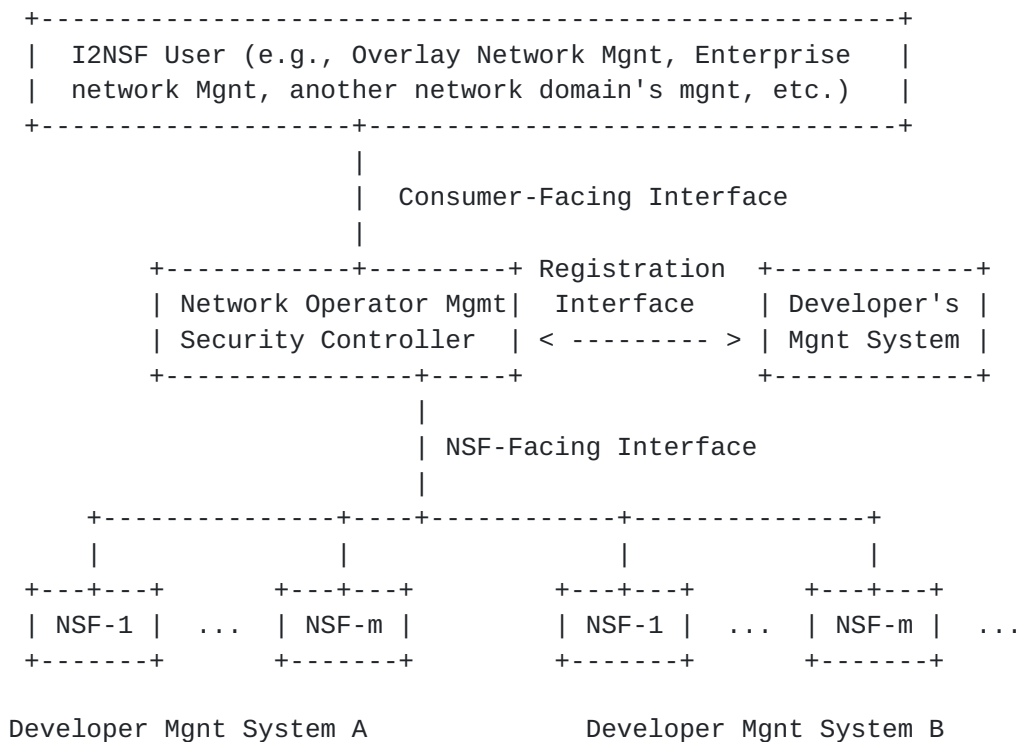 I2NSF User (e.g., Overlay Network Mgnt, Enterprise
network Mgnt, another network domain's mgnt, etc.)
Consumer-Facing Interface
Registration
Network Operator Mgmt Interface Developer's
Security Controller < --------- > Mgnt System
NSF-Facing Interface
NSF-1 ... NSF-m NSF-1 ... NSF-m ...
Developer Mgnt System A Developer Mgnt System B